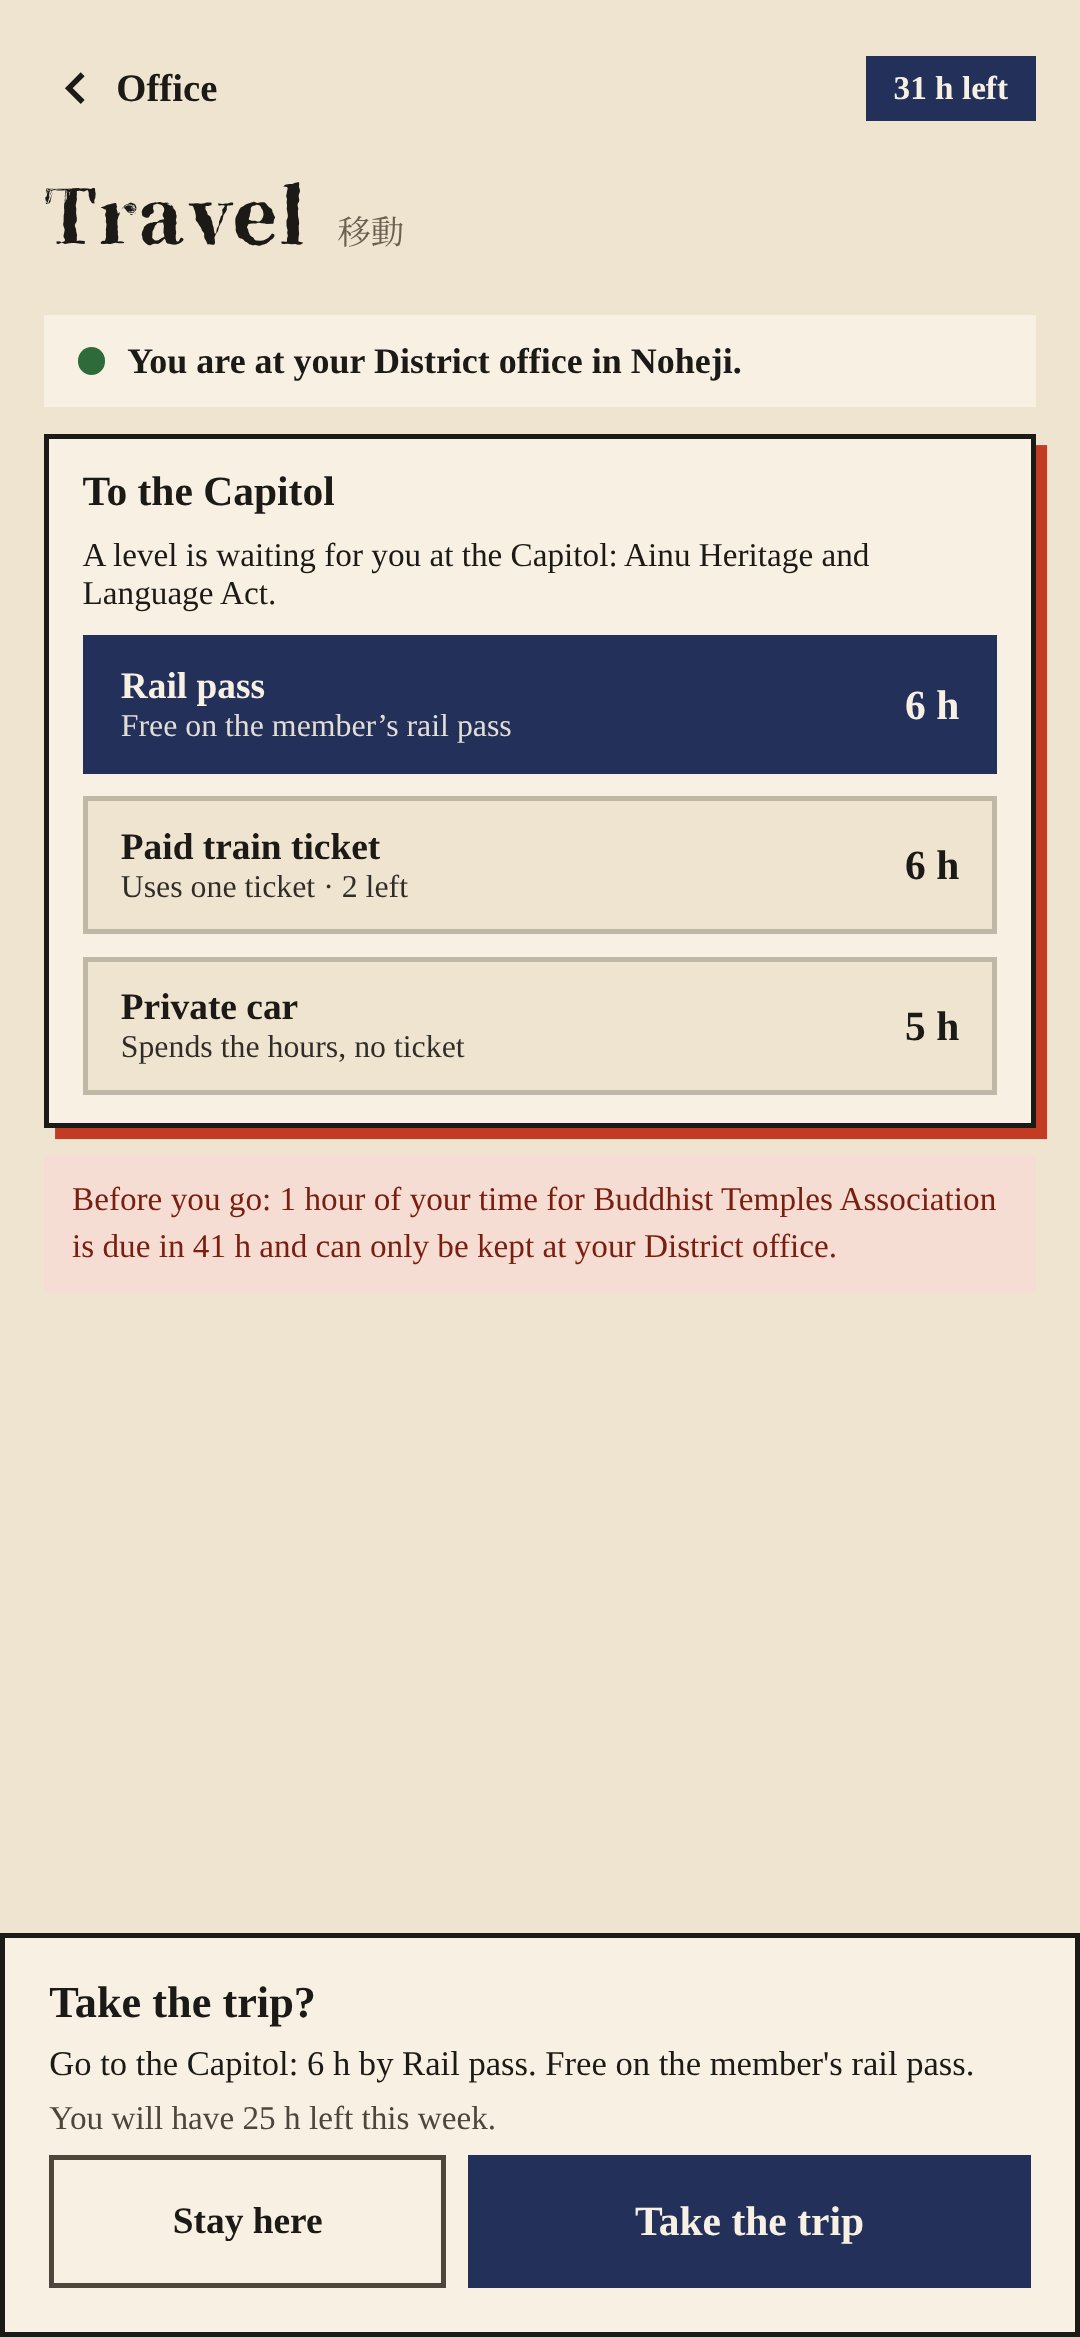 Office
31 h left
Travel 移動
You are at your District office in Noheji.
To the Capitol
A level is waiting for you at the Capitol: Ainu Heritage and
Language Act.
Rail pass
Free on the member’s rail pass
6 h
Paid train ticket
Uses one ticket · 2 left
6 h
Private car
Spends the hours, no ticket
5 h
Before you go: 1 hour of your time for Buddhist Temples Association
is due in 41 h and can only be kept at your District office.
Take the trip?
Go to the Capitol: 6 h by Rail pass. Free on the member's rail pass.
You will have 25 h left this week.
Stay here
Take the trip